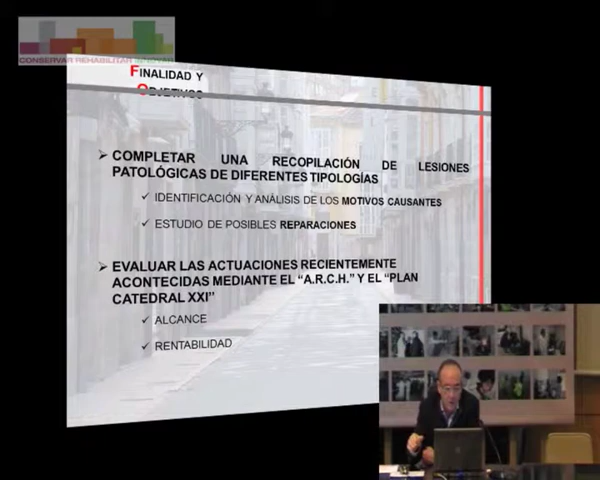 CONSERVAR REHABILITAR
FINALIDAD Y
OBJETIVOS
COMPLETAR UNA RECOPILACIÓN DE LESIONES
PATOLÓGICAS DE DIFERENTES TIPOLOGÍAS
IDENTIFICACIÓN Y ANÁLISIS DE LOS MOTIVOS CAUSANTES
ESTUDIO DE POSIBLES REPARACIONES
EVALUAR LAS ACTUACIONES RECIENTEMENTE
ACONTECIDAS MEDIANTE EL “A.R.C.H.” Y EL “PLAN
CATEDRAL XXI”
ALCANCE
RENTABILIDAD